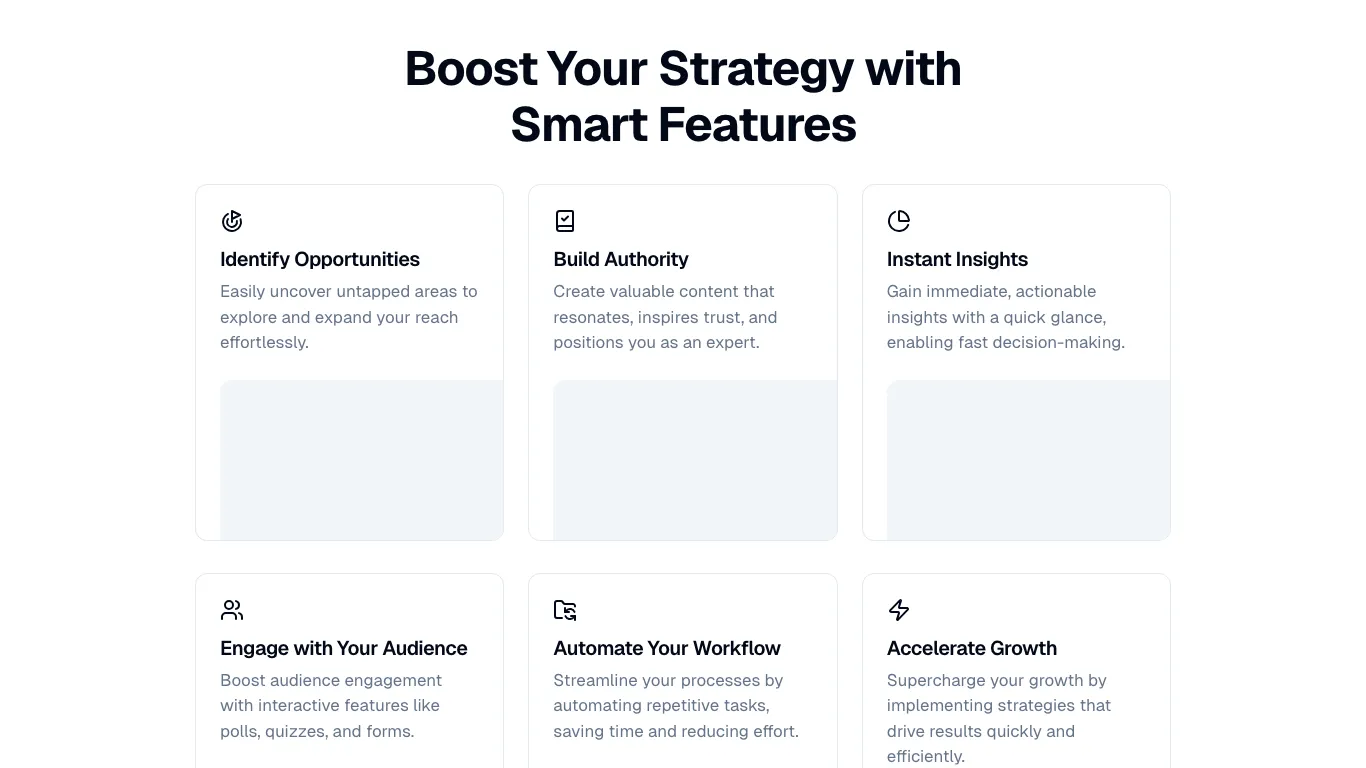 Boost Your Strategy with
Smart Features
Identify Opportunities
Easily uncover untapped areas to
explore and expand your reach
effortlessly.
Build Authority
Create valuable content that
resonates, inspires trust, and
positions you as an expert.
Instant Insights
Gain immediate, actionable
insights with a quick glance,
enabling fast decision-making.
Engage with Your Audience
Boost audience engagement
with interactive features like
polls, quizzes, and forms.
Automate Your Workflow
Streamline your processes by
automating repetitive tasks,
saving time and reducing effort.
Accelerate Growth
Supercharge your growth by
implementing strategies that
drive results quickly and
efficiently.